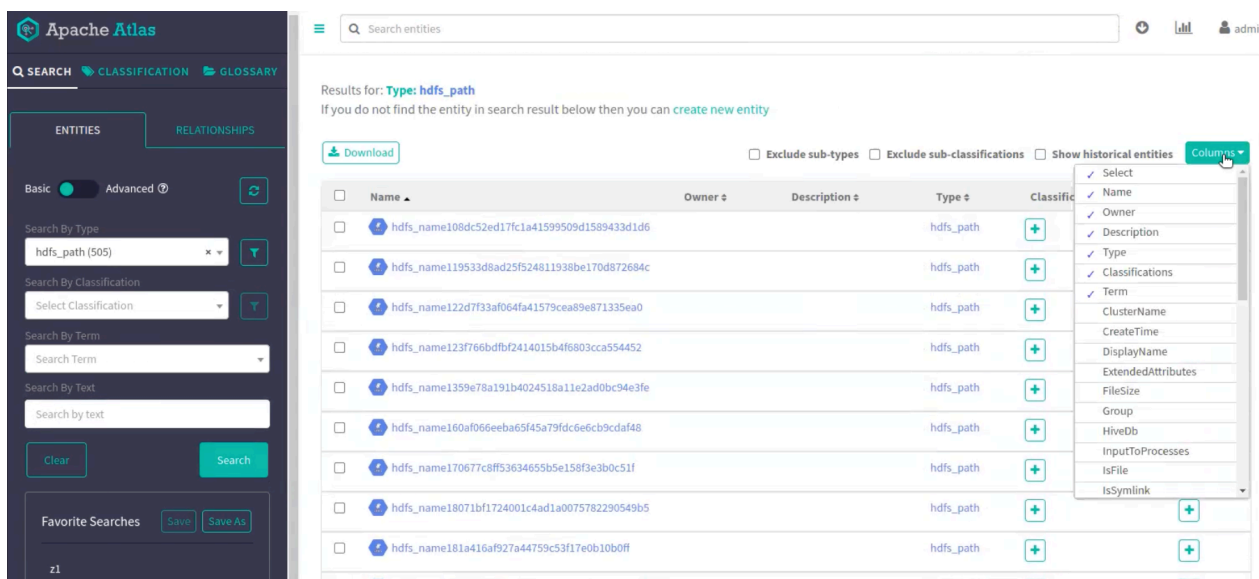 Apache Atlas
SEARCH CLASSIFICATION GLOSSARY
ENTITIES RELATIONSHIPS
Basic Advanced
Search By Type
hdfs_path (505)
Search By Classification
Select Classification
Search By Term
Search Term
Search By Text
Search by text
Clear Search
Favorite Searches Save Save As
z1
Search entities
admi
Results for: Type: hdfs_path
If you do not find the entity in search result below then you can create new entity
Download
Exclude sub-types Exclude sub-classifications Show historical entities Columns
Name Owner Description Type Classific
hdfs_name108dc52ed17fc1a41599509d1589433d1d6 hdfs_path
hdfs_name119533d8ad25f524811938be170d872684c hdfs_path
hdfs_name122d7f33af064fa41579cea89e871335ea0 hdfs_path
hdfs_name123f766bdfbf2414015b4f6803cca554452 hdfs_path
hdfs_name1359e78a191b4024518a11e2ad0bc94e3fe hdfs_path
hdfs_name160af066eeba65f45a79fdc6e6cb9cdaf48 hdfs_path
hdfs_name170677c8ff53634655b5e158f3e3b0c51f hdfs_path
hdfs_name18071bf1724001c4ad1a0075782290549b5 hdfs_path
hdfs_name181a416af927a44759c53f17e0b10b0ff hdfs_path
Select
Name
Owner
Description
Type
Classifications
Term
ClusterName
CreateTime
DisplayName
ExtendedAttributes
FileSize
Group
HiveDb
InputToProcesses
IsFile
IsSymlink